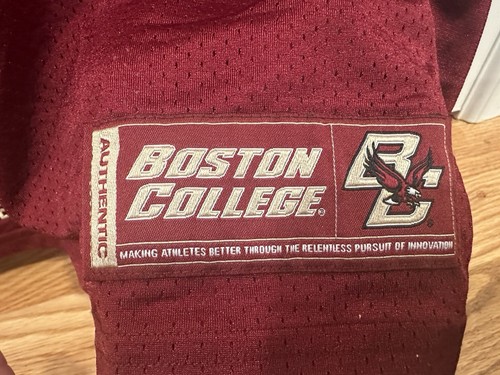 AUTHENTIC
BOSTON
COLLEGE®
BC
®
MAKING ATHLETES BETTER THROUGH THE RELENTLESS PURSUIT OF INNOVATION